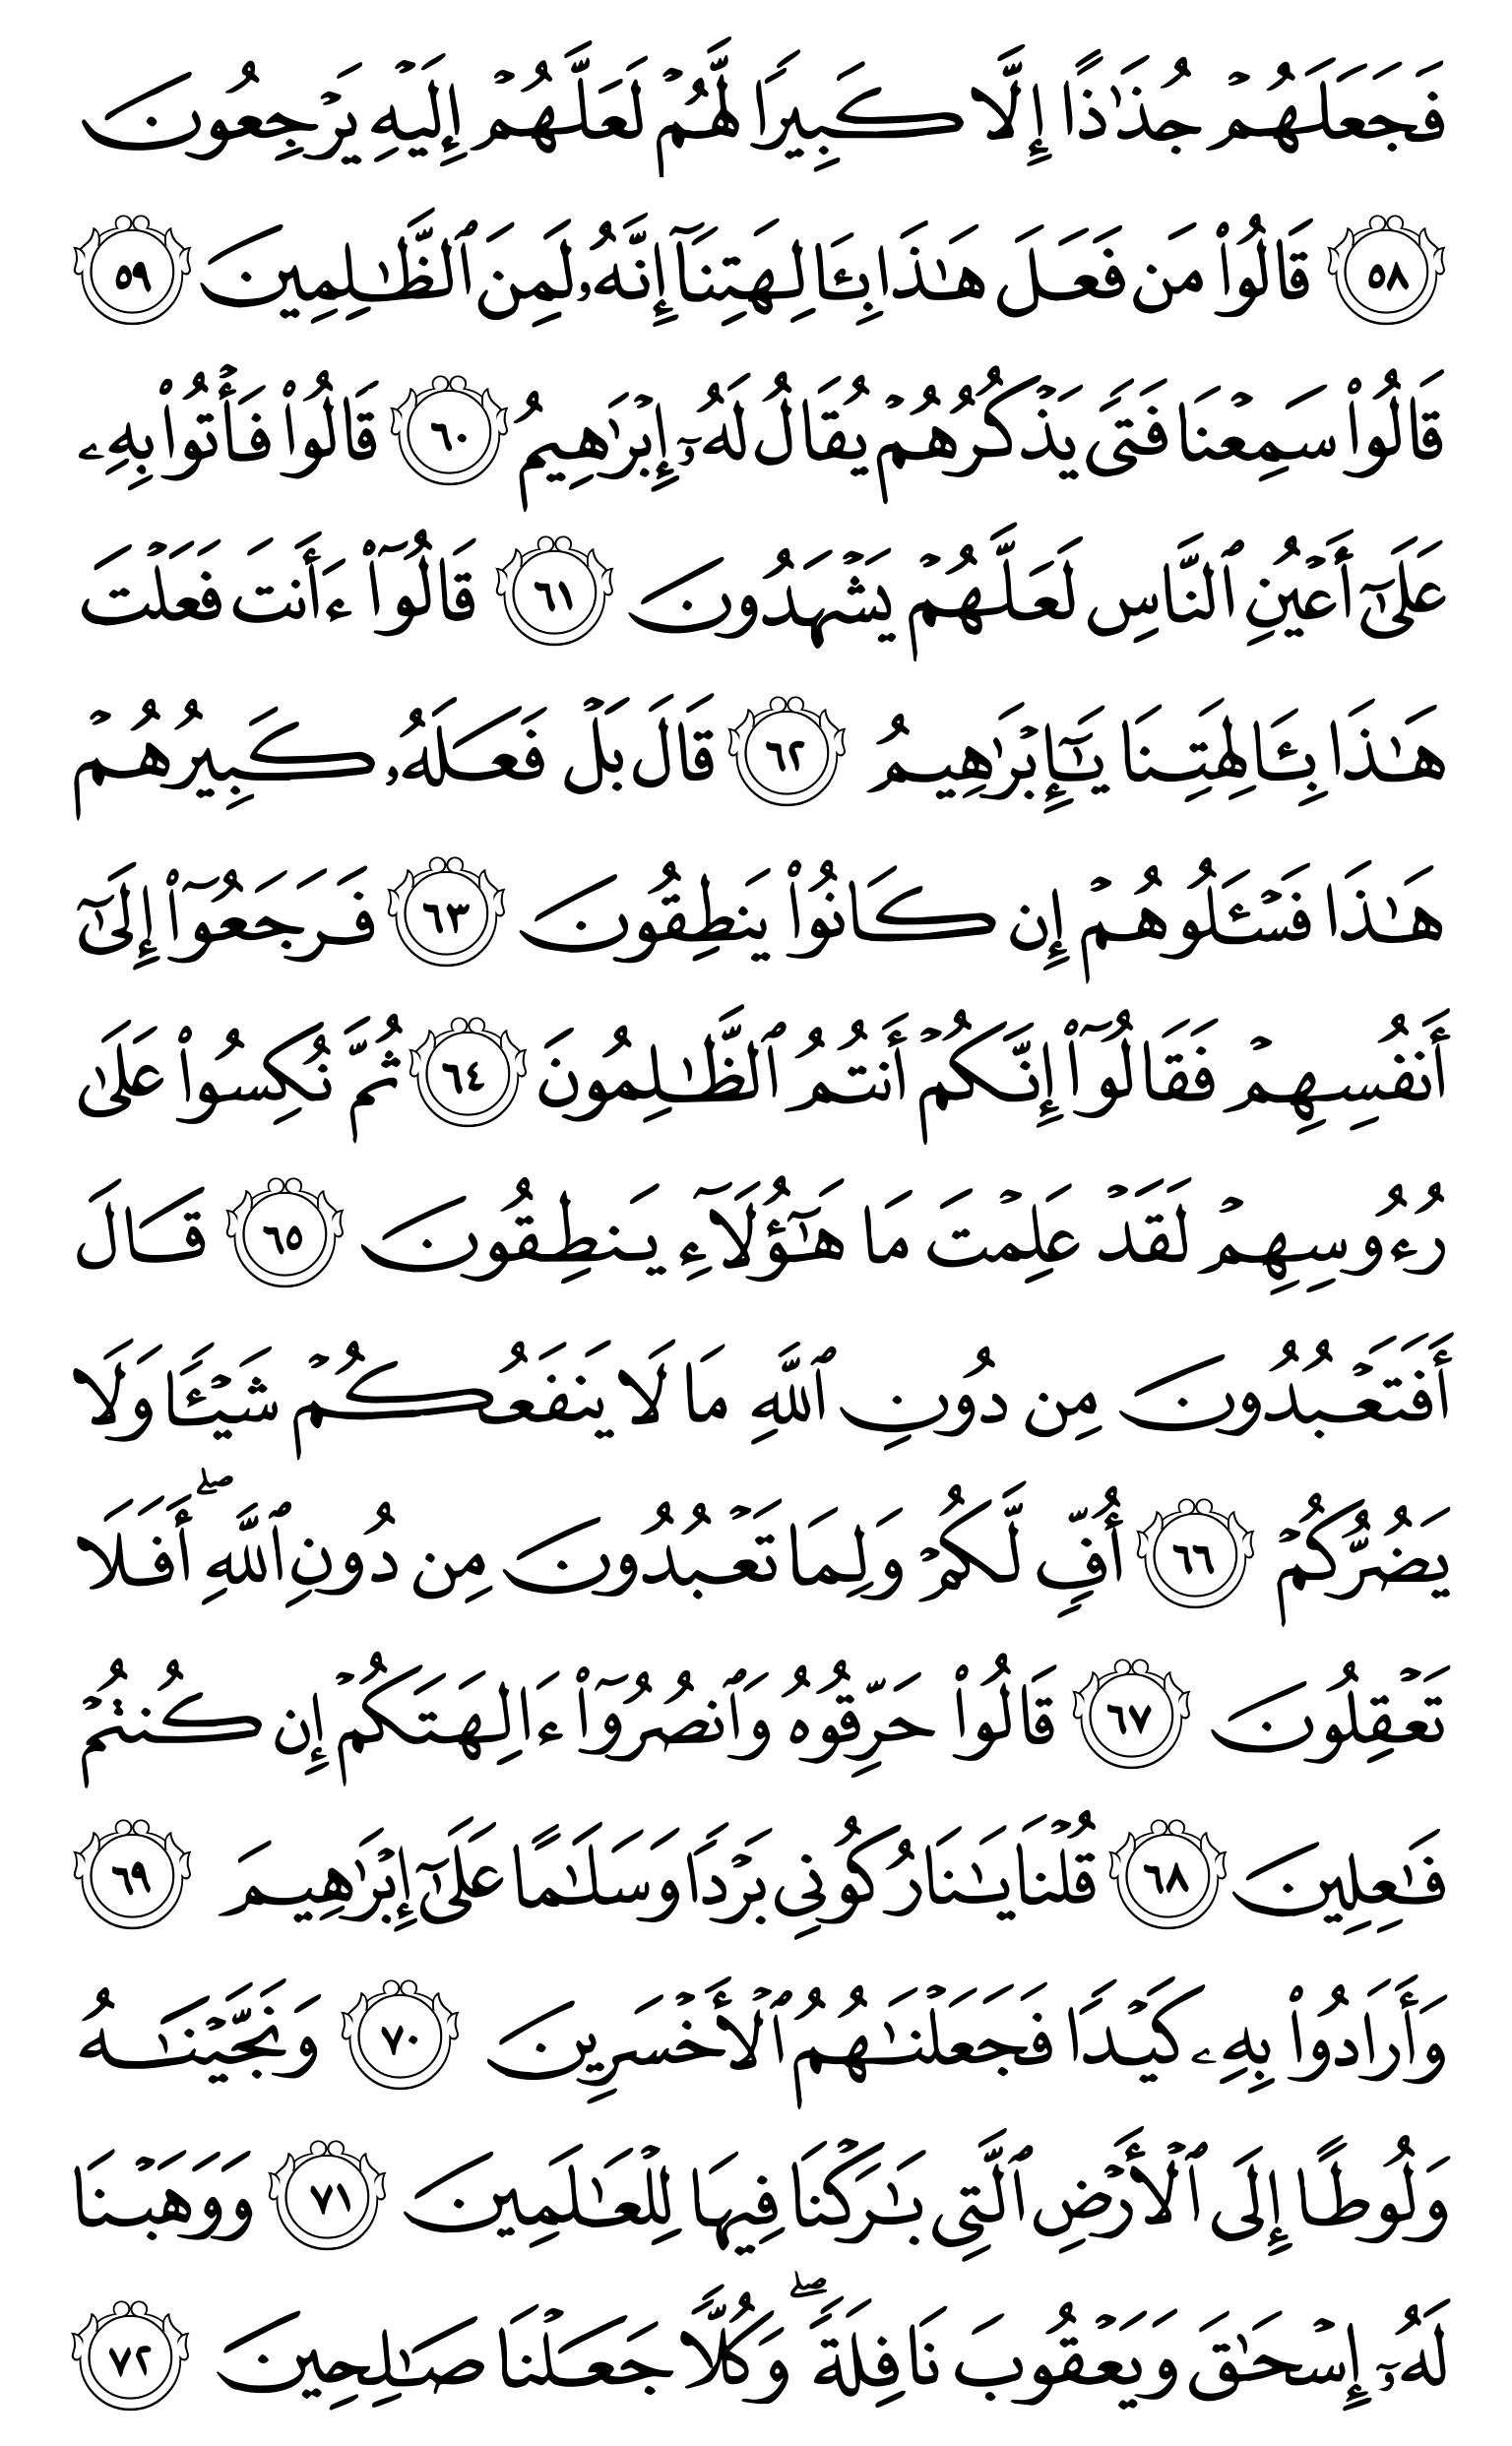 فَجَعَلَهُمۡ جُذَٰذًا إِلَّا كَبِيرٗا لَّهُمۡ لَعَلَّهُمۡ إِلَيۡهِ يَرۡجِعُونَ
٥٨ قَالُواْ مَن فَعَلَ هَٰذَا بِـَٔالِهَتِنَآ إِنَّهُۥ لَمِنَ ٱلظَّٰلِمِينَ ٥٩
قَالُواْ سَمِعۡنَا فَتٗى يَذۡكُرُهُمۡ يُقَالُ لَهُۥٓ إِبۡرَٰهِيمُ ٦٠ قَالُواْ فَأۡتُواْ بِهِۦ
عَلَىٰٓ أَعۡيُنِ ٱلنَّاسِ لَعَلَّهُمۡ يَشۡهَدُونَ ٦١ قَالُوٓاْ ءَأَنتَ فَعَلۡتَ
هَٰذَا بِـَٔالِهَتِنَا يَٰٓإِبۡرَٰهِيمُ ٦٢ قَالَ بَلۡ فَعَلَهُۥ كَبِيرُهُمۡ
هَٰذَا فَسۡـَٔلُوهُمۡ إِن كَانُواْ يَنطِقُونَ ٦٣ فَرَجَعُوٓاْ إِلَىٰٓ
أَنفُسِهِمۡ فَقَالُوٓاْ إِنَّكُمۡ أَنتُمُ ٱلظَّٰلِمُونَ ٦٤ ثُمَّ نُكِسُواْ عَلَىٰ
رُءُوسِهِمۡ لَقَدۡ عَلِمۡتَ مَا هَٰٓؤُلَآءِ يَنطِقُونَ ٦٥ قَالَ
أَفَتَعۡبُدُونَ مِن دُونِ ٱللَّهِ مَا لَا يَنفَعُكُمۡ شَيۡـٔٗا وَلَا
يَضُرُّكُمۡ ٦٦ أُفّٖ لَّكُمۡ وَلِمَا تَعۡبُدُونَ مِن دُونِ ٱللَّهِۚ أَفَلَا
تَعۡقِلُونَ ٦٧ قَالُواْ حَرِّقُوهُ وَٱنصُرُوٓاْ ءَالِهَتَكُمۡ إِن كُنتُمۡ
فَٰعِلِينَ ٦٨ قُلۡنَا يَٰنَارُ كُونِي بَرۡدٗا وَسَلَٰمًا عَلَىٰٓ إِبۡرَٰهِيمَ ٦٩
وَأَرَادُواْ بِهِۦ كَيۡدٗا فَجَعَلۡنَٰهُمُ ٱلۡأَخۡسَرِينَ ٧٠ وَنَجَّيۡنَٰهُ
وَلُوطًا إِلَى ٱلۡأَرۡضِ ٱلَّتِي بَٰرَكۡنَا فِيهَا لِلۡعَٰلَمِينَ ٧١ وَوَهَبۡنَا
لَهُۥٓ إِسۡحَٰقَ وَيَعۡقُوبَ نَافِلَةٗۖ وَكُلّٗا جَعَلۡنَا صَٰلِحِينَ ٧٢